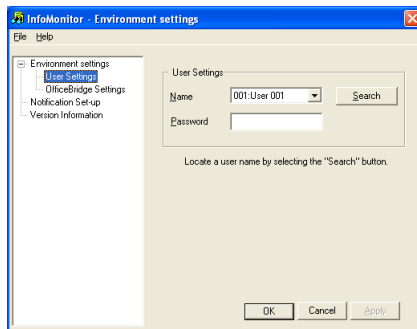 InfoMonitor - Environment settings
File Help
Environment settings
User Settings
OfficeBridge Settings
Notification Set-up
Version Information
User Settings
Name 001:User 001 Search
Password
Locate a user name by selecting the "Search" button.
OK Cancel Apply